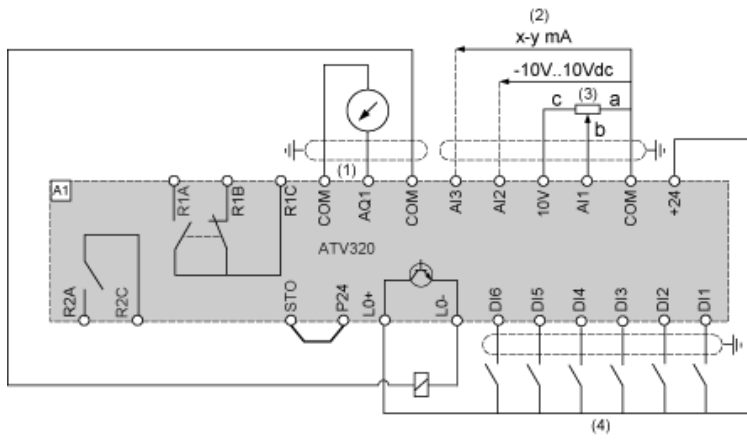 (2)
x-y mA
-10V..10Vdc
c (3) a
b
(1)
A1
R1A
R1B
R1C
COM
AQ1
COM
AI3
AI2
10V
AI1
COM
+24
ATV320
R2A
R2C
STO
P24
L0+
L0-
DI6
DI5
DI4
DI3
DI2
DI1
(4)